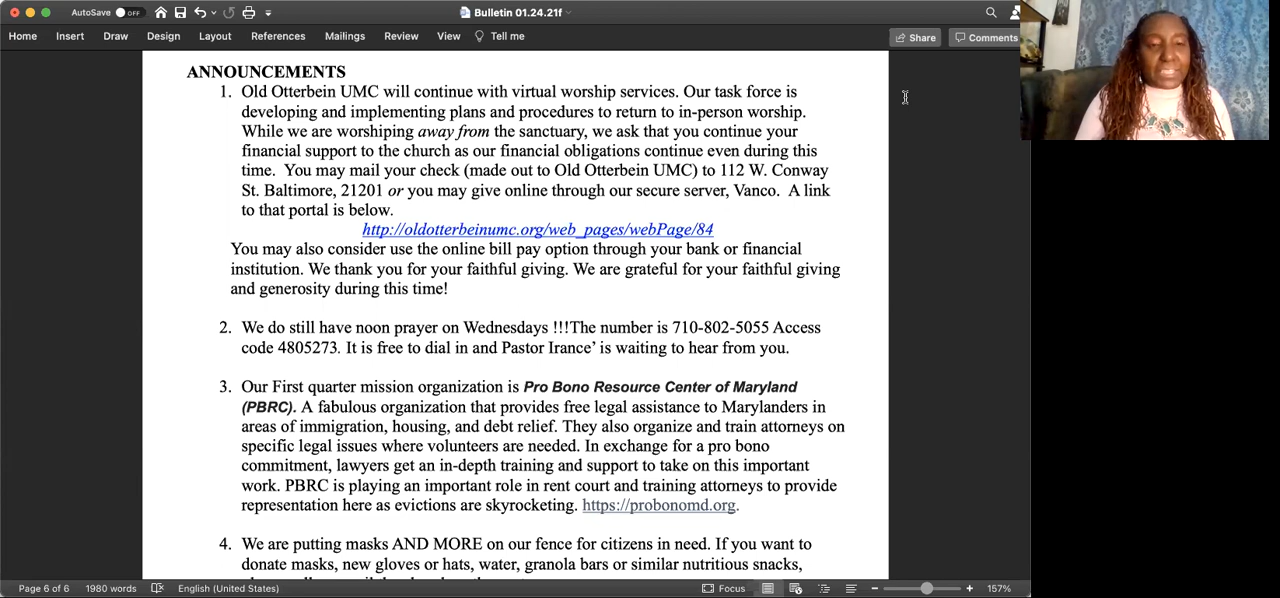 AutoSave OFF
Bulletin 01.24.21f
Home Insert Draw Design Layout References Mailings Review View Tell me Share Comments
ANNOUNCEMENTS
1. Old Otterbein UMC will continue with virtual worship services. Our task force is
developing and implementing plans and procedures to return to in-person worship.
While we are worshiping away from the sanctuary, we ask that you continue your
financial support to the church as our financial obligations continue even during this
time. You may mail your check (made out to Old Otterbein UMC) to 112 W. Conway
St. Baltimore, 21201 or you may give online through our secure server, Vanco. A link
to that portal is below.
http://oldotterbeinumc.org/web_pages/webPage/84
You may also consider use the online bill pay option through your bank or financial
institution. We thank you for your faithful giving. We are grateful for your faithful giving
and generosity during this time!
2. We do still have noon prayer on Wednesdays !!!The number is 710-802-5055 Access
code 4805273. It is free to dial in and Pastor Irance’ is waiting to hear from you.
3. Our First quarter mission organization is Pro Bono Resource Center of Maryland
(PBRC). A fabulous organization that provides free legal assistance to Marylanders in
areas of immigration, housing, and debt relief. They also organize and train attorneys on
specific legal issues where volunteers are needed. In exchange for a pro bono
commitment, lawyers get an in-depth training and support to take on this important
work. PBRC is playing an important role in rent court and training attorneys to provide
representation here as evictions are skyrocketing. https://probonomd.org.
4. We are putting masks AND MORE on our fence for citizens in need. If you want to
donate masks, new gloves or hats, water, granola bars or similar nutritious snacks,
Page 6 of 6 1980 words English (United States) Focus 157%